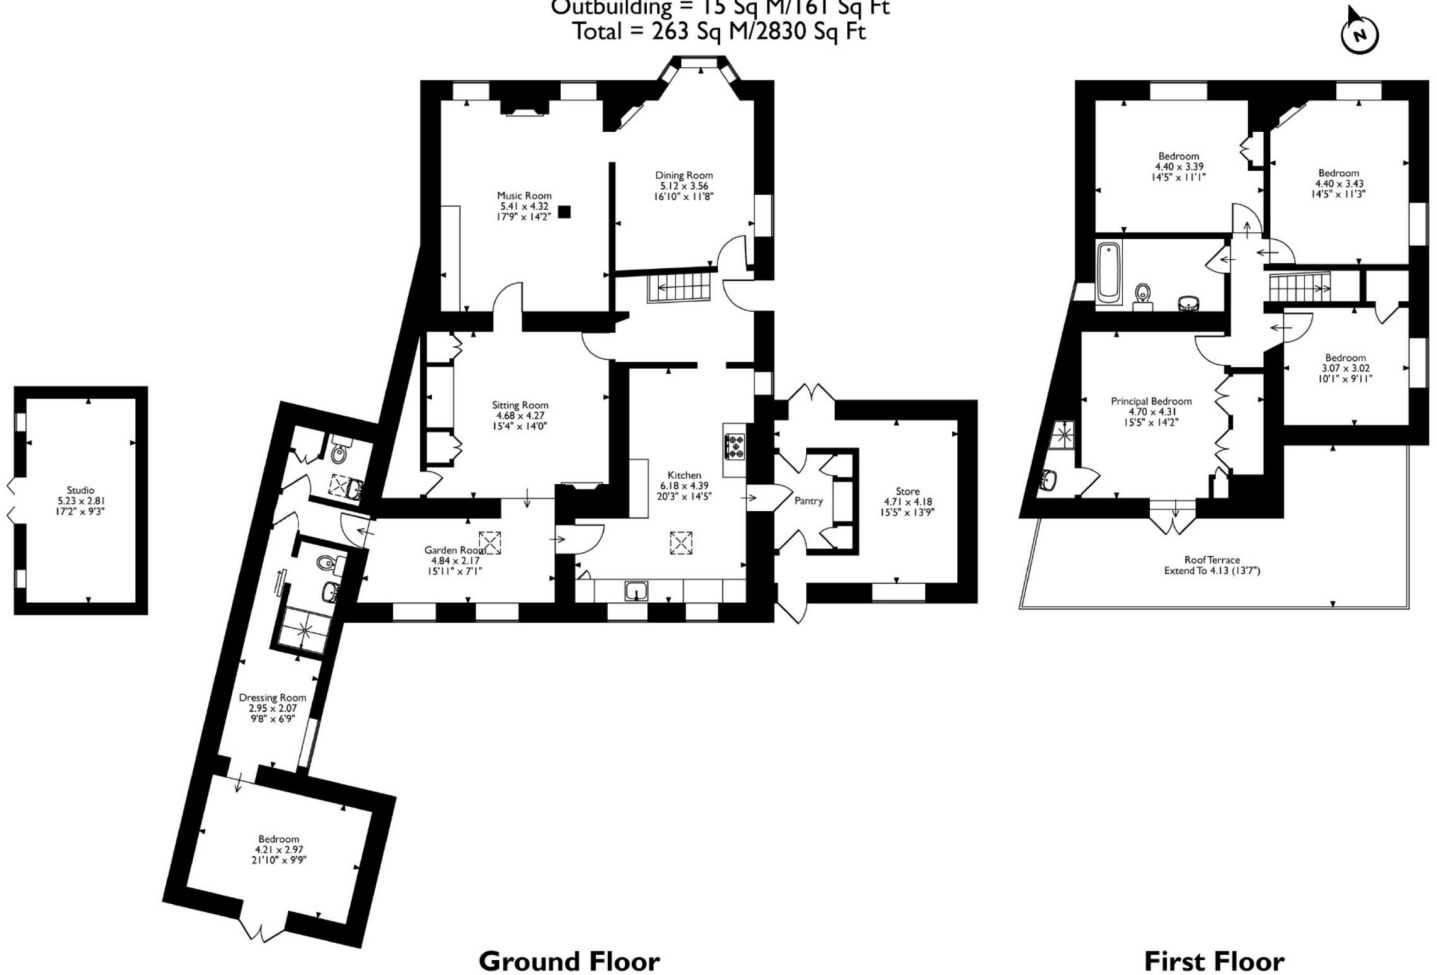 Outbuilding = 15 Sq M/161 Sq Ft
Total = 263 Sq M/2830 Sq Ft
N
Music Room
5.41 x 4.32
17'9" x 14'2"
Dining Room
5.12 x 3.56
16'10" x 11'8"
Bedroom
4.40 x 3.39
14'5" x 11'1"
Bedroom
4.40 x 3.43
14'5" x 11'3"
Sitting Room
4.68 x 4.27
15'4" x 14'0"
Principal Bedroom
4.70 x 4.31
15'5" x 14'2"
Bedroom
3.07 x 3.02
10'1" x 9'11"
Studio
5.23 x 2.81
17'2" x 9'3"
Kitchen
6.18 x 4.39
20'3" x 14'5"
Pantry
Store
4.71 x 4.18
15'5" x 13'9"
Garden Room
4.84 x 2.17
15'11" x 7'1"
Roof Terrace
Extend To 4.13 (13'7")
Dressing Room
2.95 x 2.07
9'8" x 6'9"
Bedroom
4.21 x 2.97
21'10" x 9'9"
Ground Floor
First Floor